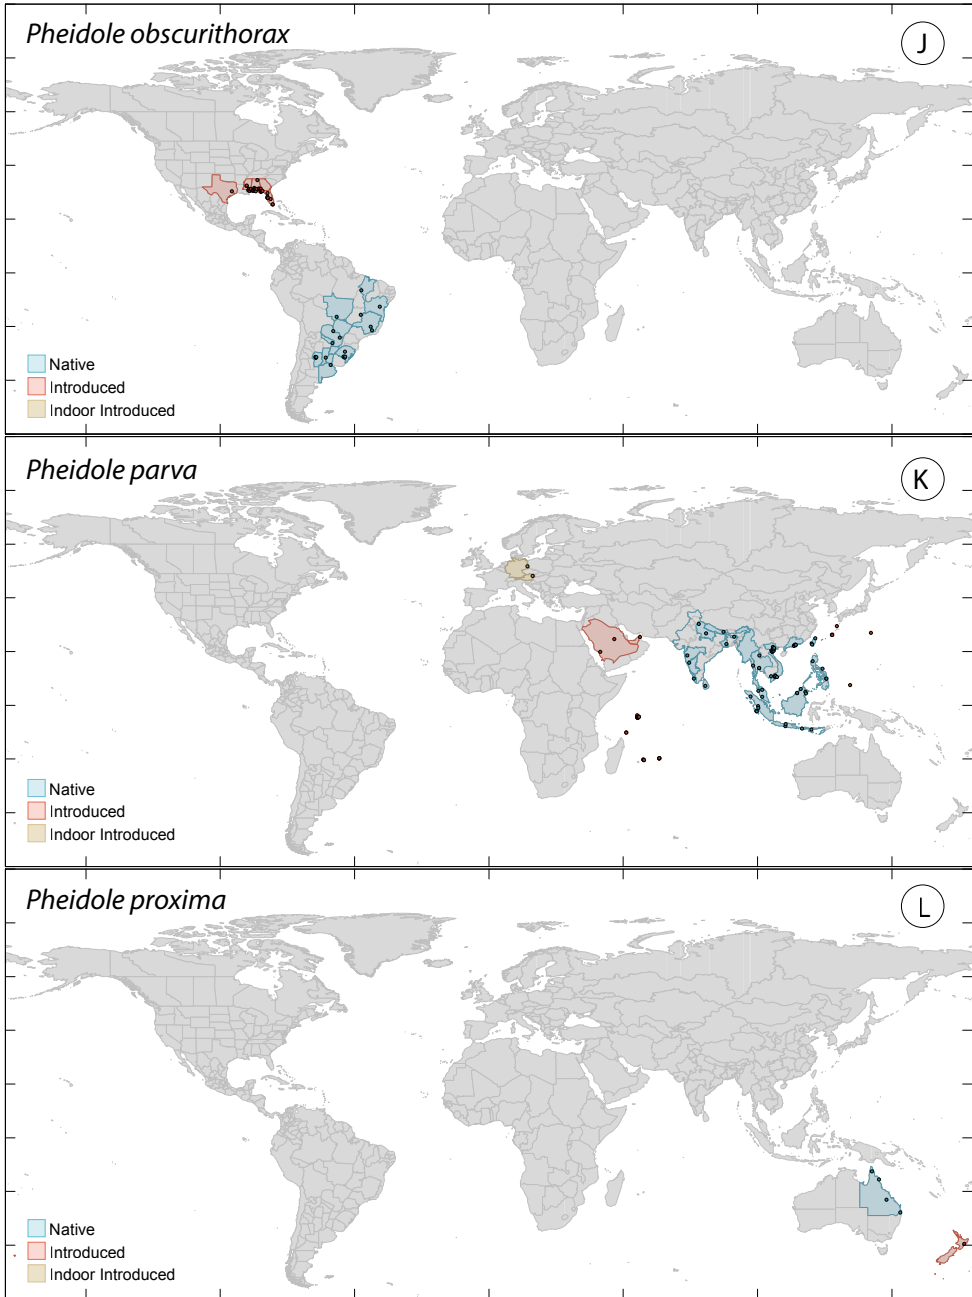 Pheidole obscurithorax
J
Native
Introduced
Indoor Introduced
Pheidole parva
K
Native
Introduced
Indoor Introduced
Pheidole proxima
L
Native
Introduced
Indoor Introduced